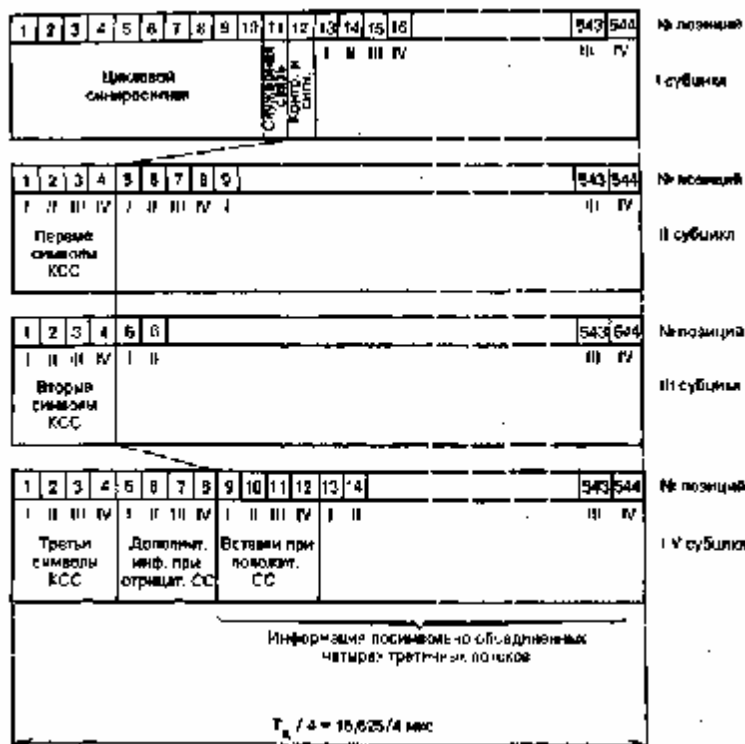 1 2 3 4 5 6 7 8 9 10 11 12 13 14 15 16 543 544 № позиций
I II III IV III IV
Цикловой
синхросигнал
Служебная
связь
Контр. и
сигн.
I субцикл
1 2 3 4 5 6 7 8 9 543 544 № позиций
I II III IV I II III IV I III IV
Первые
символы
КСС
II субцикл
1 2 3 4 5 6 543 544 № позиций
I II III IV I II III IV
Вторые
символы
КСС
III субцикл
1 2 3 4 5 6 7 8 9 10 11 12 13 14 543 544 № позиций
I II III IV I II III IV I II III IV I II III IV
Третьи
символы
КСС
Дополнит.
инф. при
отрицат. СС
Вставки при
положит.
СС
IV субцикл
Информация посимвольно объединенных
четырех третичных потоков
Tц / 4 = 15,625/4 мкс